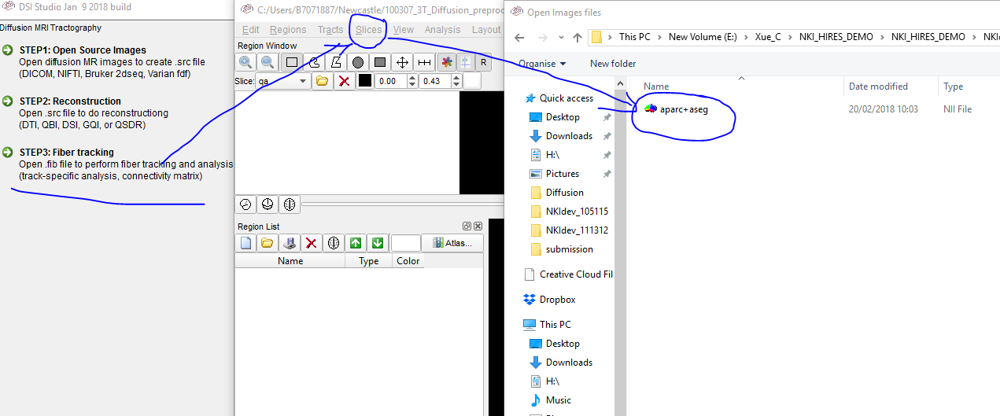 DSI Studio Jan 9 2018 build
Diffusion MRI Tractography
STEP1: Open Source Images
Open diffusion MR images to create .src file
(DICOM, NIFTI, Bruker 2dseq, Varian fdf)
STEP2: Reconstruction
Open .src file to do reconstructiong
(DTI, QBI, DSI, GQI, or QSDR)
STEP3: Fiber tracking
Open .fib file to perform fiber tracking and analysis
(track-specific analysis, connectivity matrix)
C:/Users/B7071887/Newcastle/100307_3T_Diffusion_preproc
Edit Regions Tracts Slices View Analysis Layout
Region Window
R
Slice: qa 0.00 0.43
Region List
Atlas...
Name Type Color
Open Images files
This PC > New Volume (E:) > Xue_C > NKI_HIRES_DEMO > NKI_HIRES_DEMO > NKI
Organise New folder
Name Date modified Type
aparc+aseg 20/02/2018 10:03 NII File
Quick access
Desktop
Downloads
H:\
Pictures
Diffusion
NKIdev_105115
NKIdev_111312
submission
Creative Cloud Fil
Dropbox
This PC
Desktop
Downloads
H:\
Music